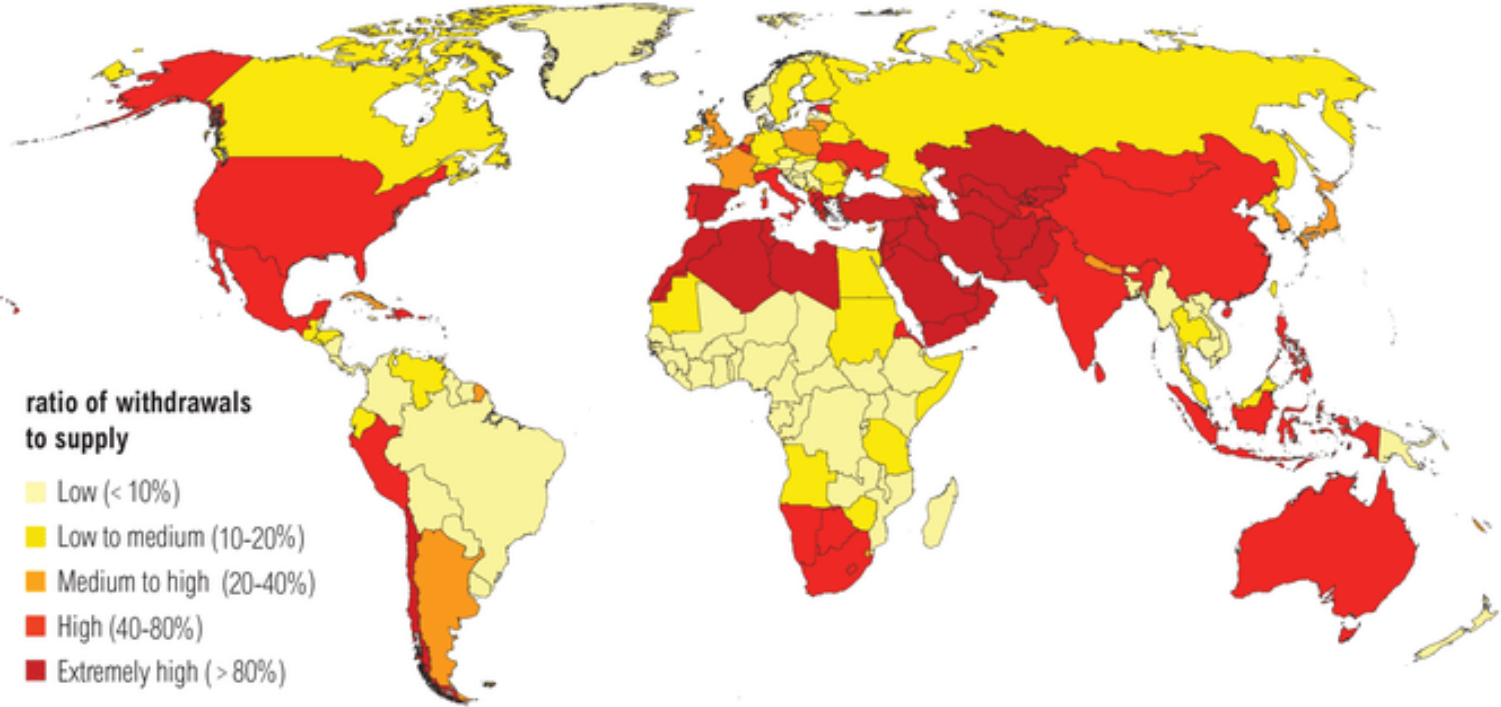 ratio of withdrawals
to supply
Low (< 10%)
Low to medium (10-20%)
Medium to high (20-40%)
High (40-80%)
Extremely high ( > 80%)